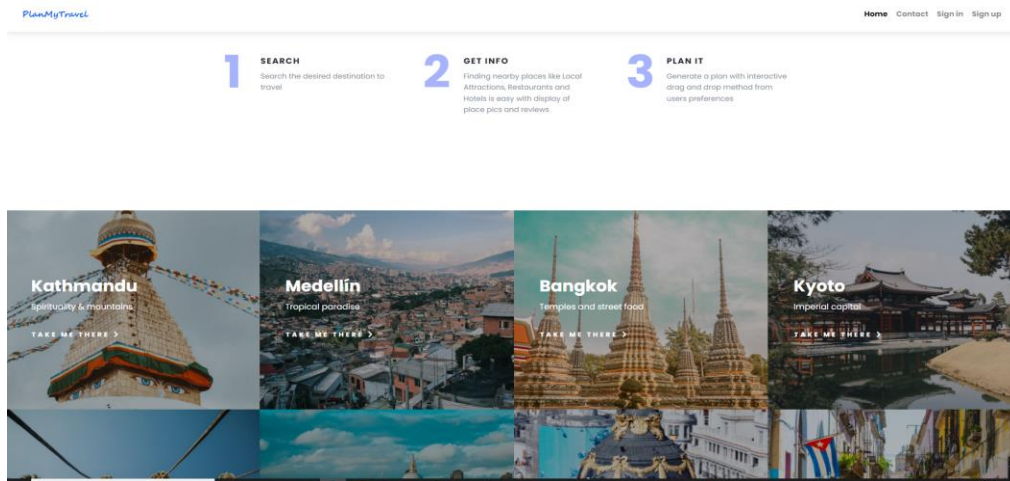 PlanMyTravel
Home Contact Sign in Sign up
1
SEARCH
Search the desired destination to
travel
2
GET INFO
Finding nearby places like Local
Attractions, Restaurants and
Hotels is easy with display of
place pics and reviews
3
PLAN IT
Generate a plan with interactive
drag and drop method from
users preferences
Kathmandu
Spirituality & mountains
TAKE ME THERE >
Medellín
Tropical paradise
TAKE ME THERE >
Bangkok
Temples and street food
TAKE ME THERE >
Kyoto
Imperial capital
TAKE ME THERE >